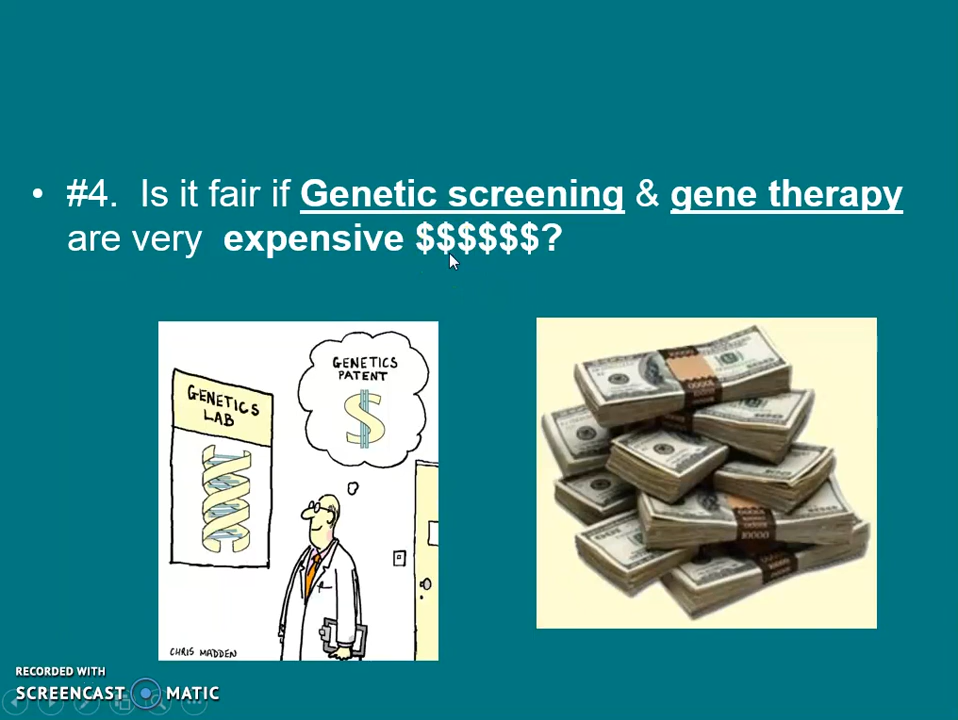 • #4. Is it fair if Genetic screening & gene therapy
are very expensive $$$$$$?
GENETICS
PATENT
GENETICS
LAB
CHRIS MADDEN
RECORDED WITH
SCREENCAST MATIC